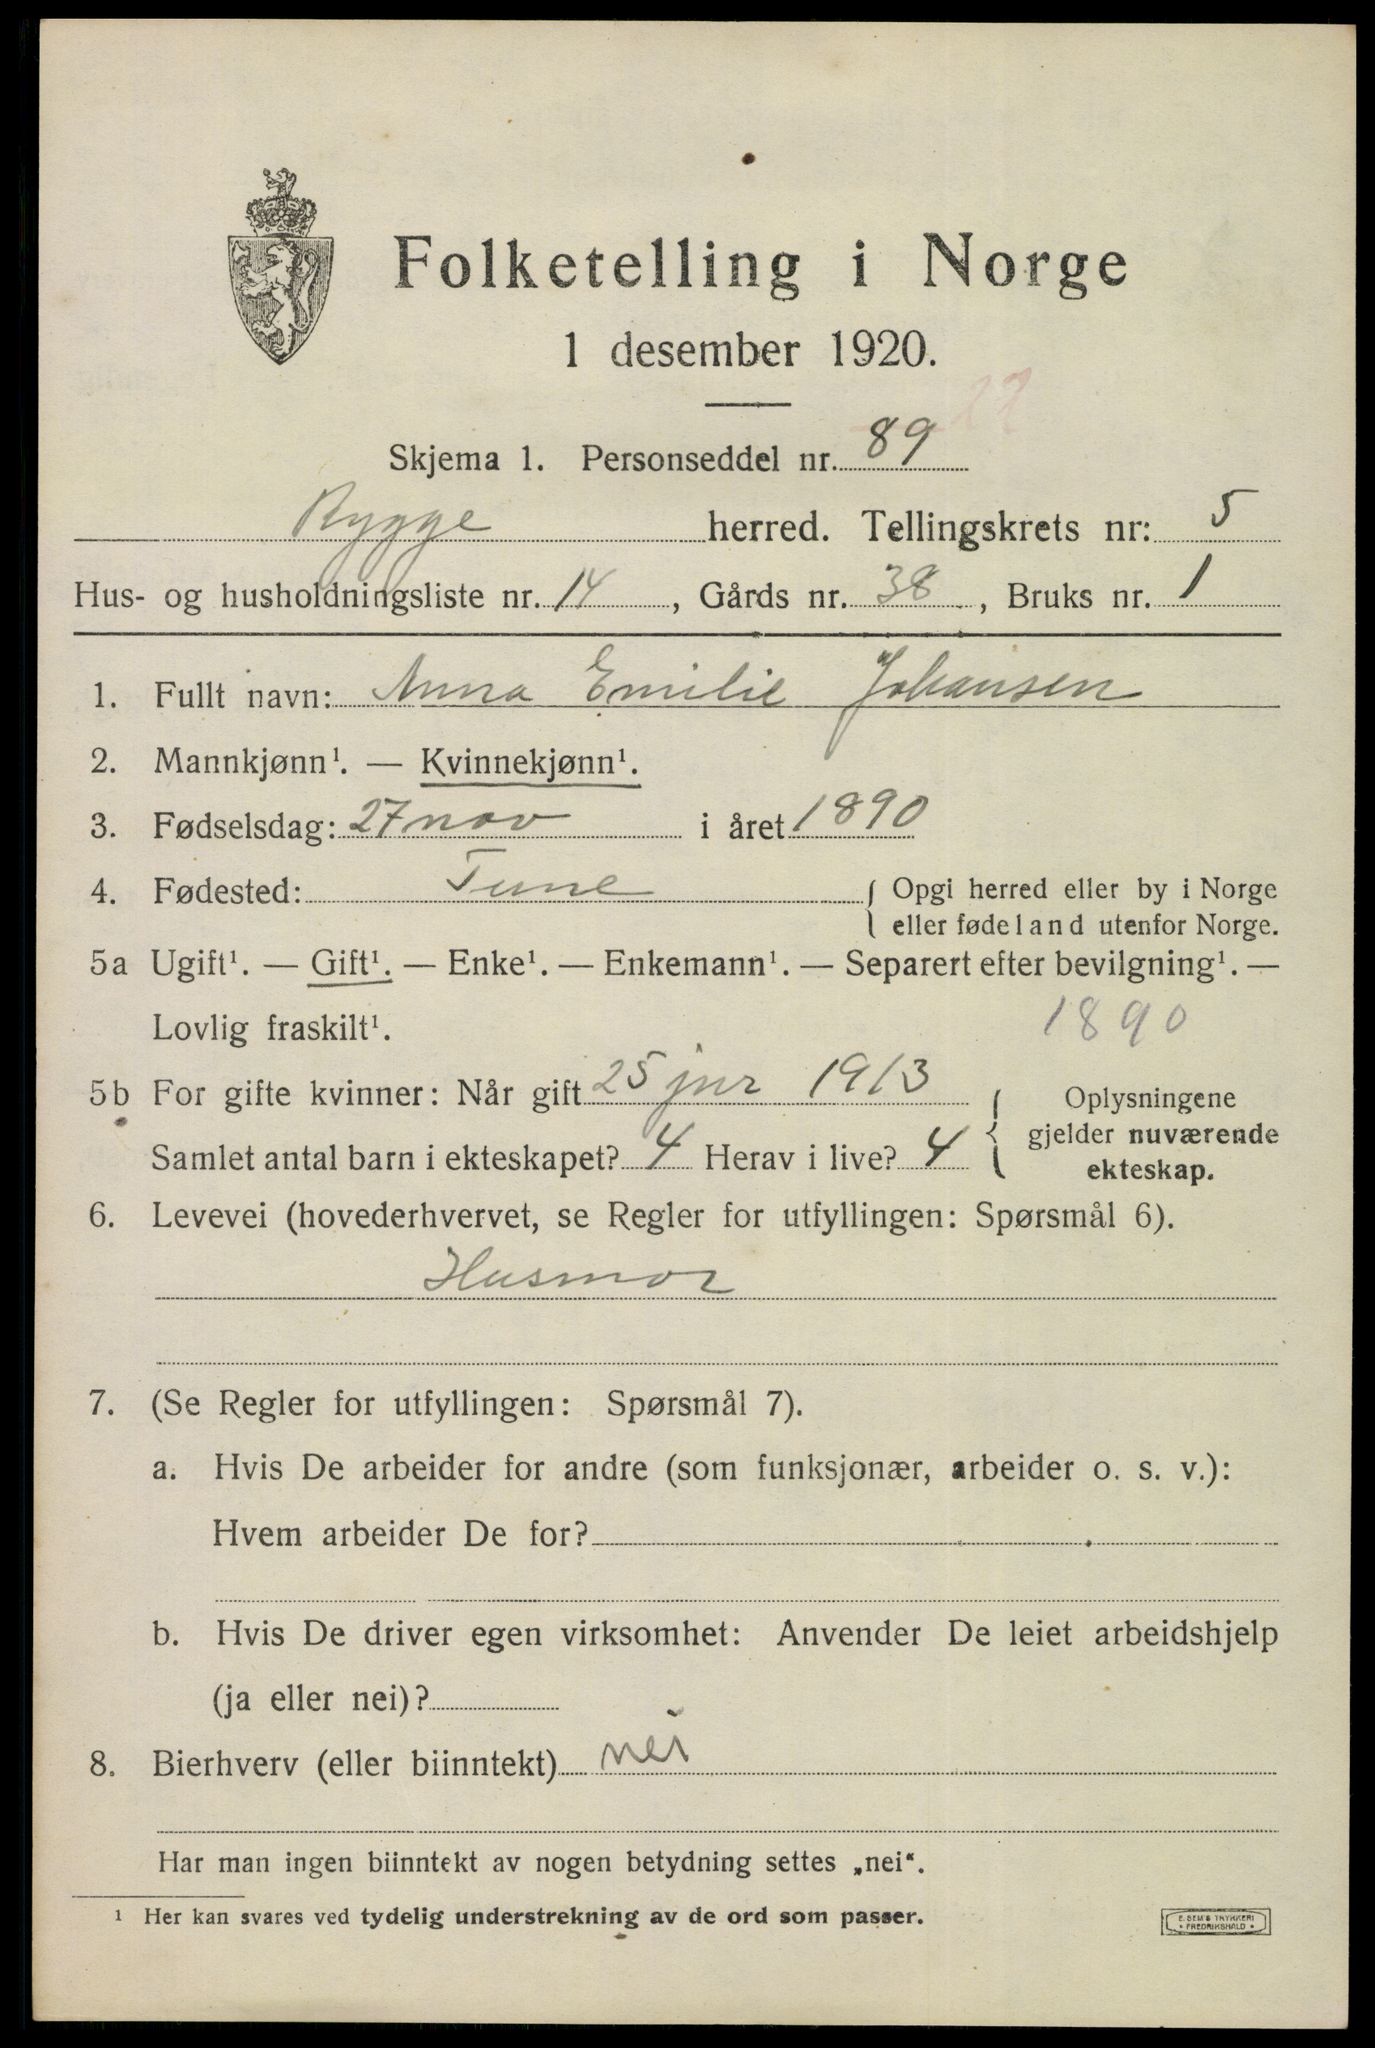 Folketelling i Norge
1 desember 1920.
Skjema 1. Personseddel nr. 89
Rygge herred. Tellingskrets nr: 5
Hus- og husholdningsliste nr. 14, Gårds nr. 38, Bruks nr. 1
1. Fullt navn: Anna Emilie Johansen
2. Mannkjønn¹. — Kvinnekjønn¹.
3. Fødselsdag: 27 nov i året 1890
4. Fødested: Tune { Opgi herred eller by i Norge
eller fødeland utenfor Norge.
5a Ugift¹. — Gift¹. — Enke¹. — Enkemann¹. — Separert efter bevilgning¹. —
Lovlig fraskilt¹. 1890
5b For gifte kvinner: Når gift 25 1913
Samlet antal barn i ekteskapet? 4 Herav i live? 4
Oplysningene
gjelder nuværende
ekteskap.
6. Levevei (hovederhvervet, se Regler for utfyllingen: Spørsmål 6).
Husmor
7. (Se Regler for utfyllingen: Spørsmål 7).
a. Hvis De arbeider for andre (som funksjonær, arbeider o. s. v.):
Hvem arbeider De for?
b. Hvis De driver egen virksomhet: Anvender De leiet arbeidshjelp
(ja eller nei)?
8. Bierhverv (eller biinntekt) nei
Har man ingen biinntekt av nogen betydning settes „nei“.
¹ Her kan svares ved tydelig understrekning av de ord som passer.
E. SEM'S TRYKKERI
FREDRIKSHALD